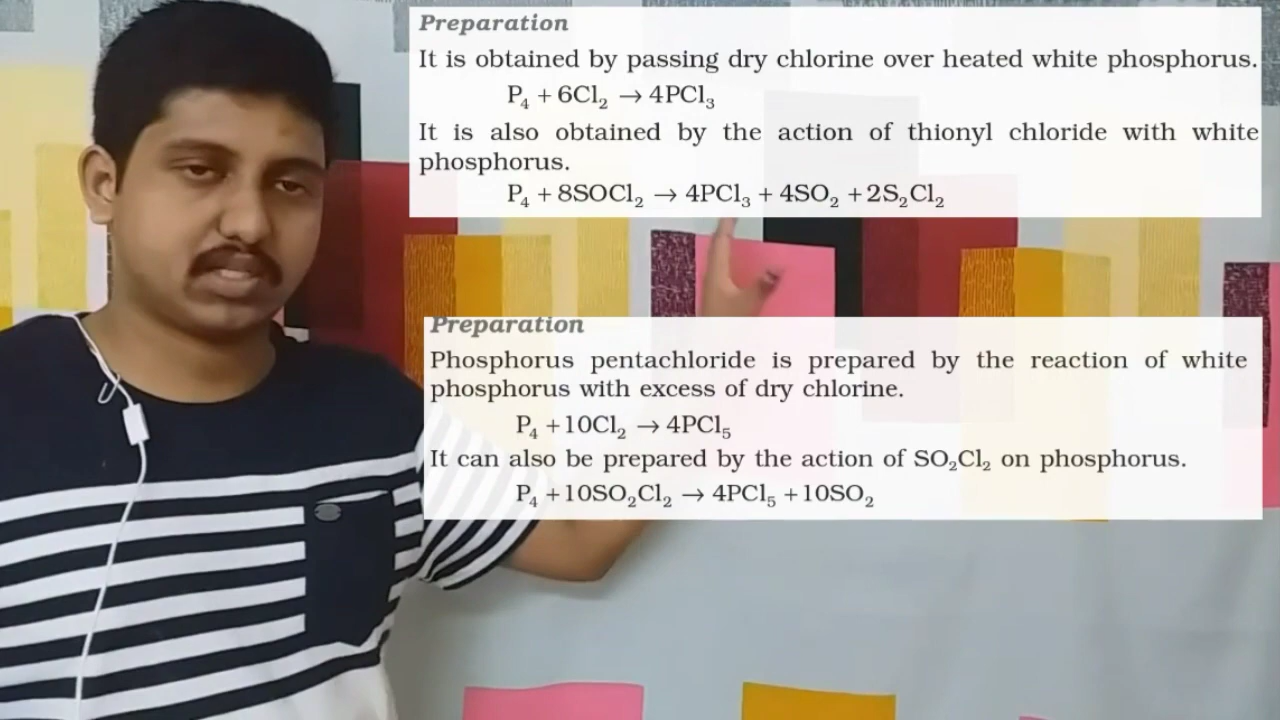 Preparation
It is obtained by passing dry chlorine over heated white phosphorus.
P₄ + 6Cl₂ → 4PCl₃
It is also obtained by the action of thionyl chloride with white
phosphorus.
P₄ + 8SOCl₂ → 4PCl₃ + 4SO₂ + 2S₂Cl₂
Preparation
Phosphorus pentachloride is prepared by the reaction of white
phosphorus with excess of dry chlorine.
P₄ + 10Cl₂ → 4PCl₅
It can also be prepared by the action of SO₂Cl₂ on phosphorus.
P₄ + 10SO₂Cl₂ → 4PCl₅ + 10SO₂